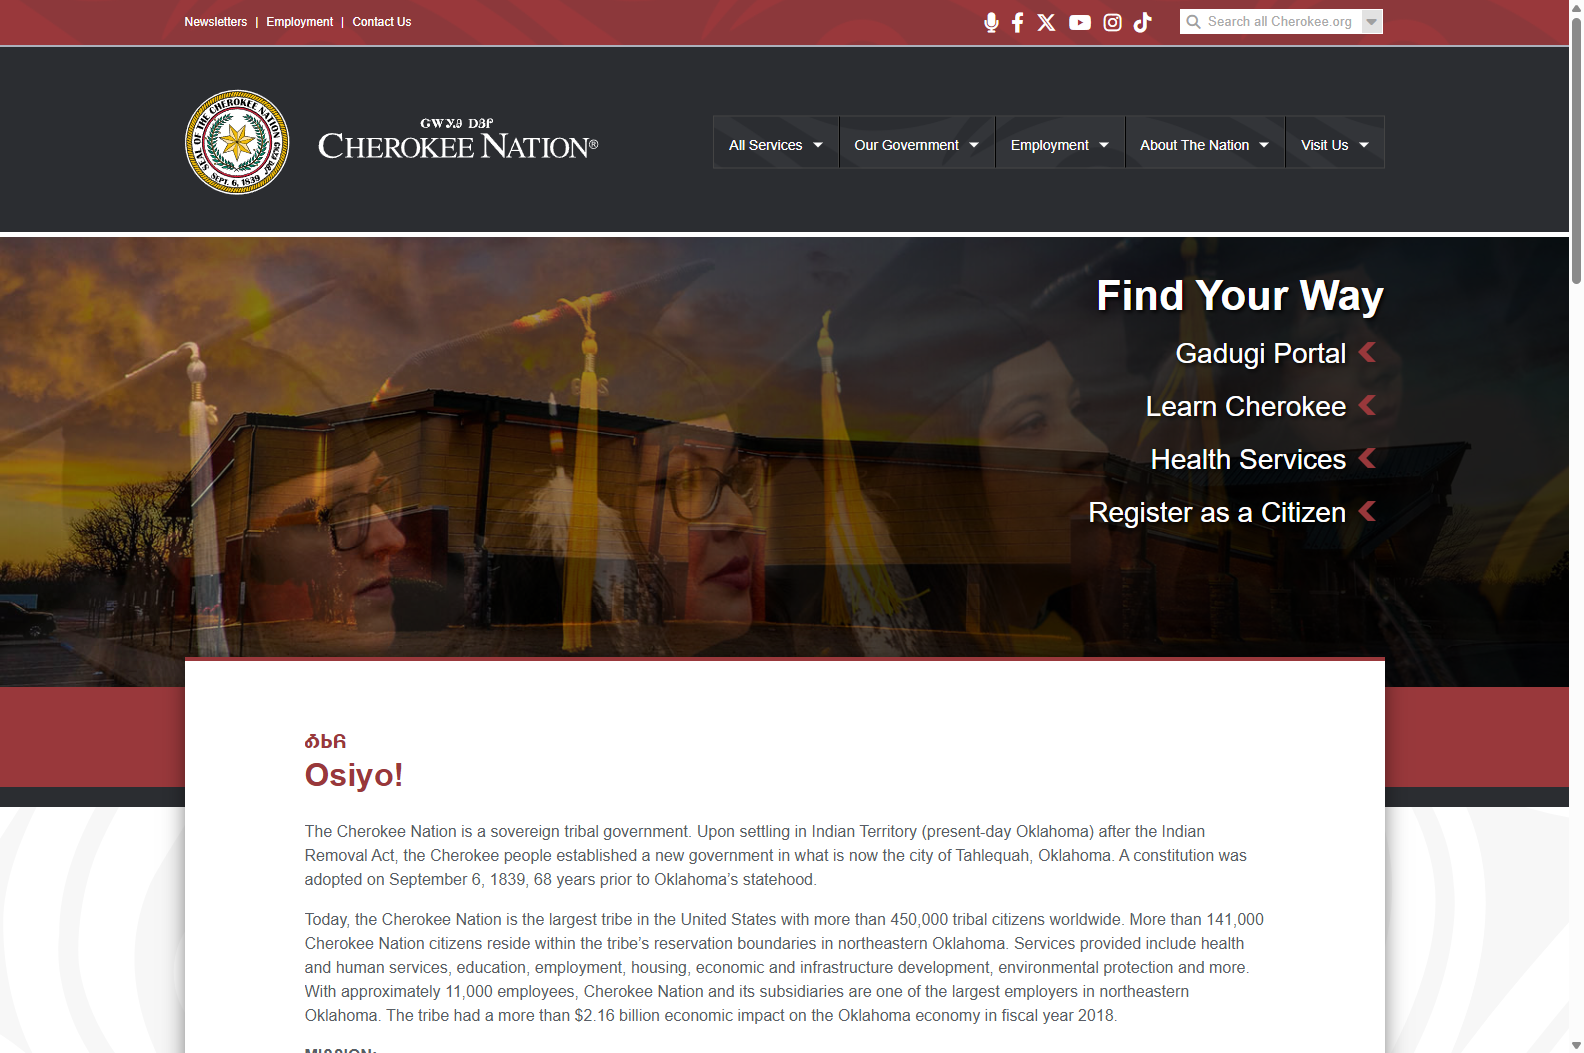 Newsletters | Employment | Contact Us
Search all Cherokee.org
SEAL OF THE CHEROKEE NATION
SEPT. 6, 1839
ᏣᎳᎩᎯ ᎠᏰᎵ
CHEROKEE NATION®
All Services
Our Government
Employment
About The Nation
Visit Us
Find Your Way
Gadugi Portal
Learn Cherokee
Health Services
Register as a Citizen
ᎣᏏᏲ
Osiyo!
The Cherokee Nation is a sovereign tribal government. Upon settling in Indian Territory (present-day Oklahoma) after the Indian
Removal Act, the Cherokee people established a new government in what is now the city of Tahlequah, Oklahoma. A constitution was
adopted on September 6, 1839, 68 years prior to Oklahoma’s statehood.
Today, the Cherokee Nation is the largest tribe in the United States with more than 450,000 tribal citizens worldwide. More than 141,000
Cherokee Nation citizens reside within the tribe’s reservation boundaries in northeastern Oklahoma. Services provided include health
and human services, education, employment, housing, economic and infrastructure development, environmental protection and more.
With approximately 11,000 employees, Cherokee Nation and its subsidiaries are one of the largest employers in northeastern
Oklahoma. The tribe had a more than $2.16 billion economic impact on the Oklahoma economy in fiscal year 2018.
MISSION: